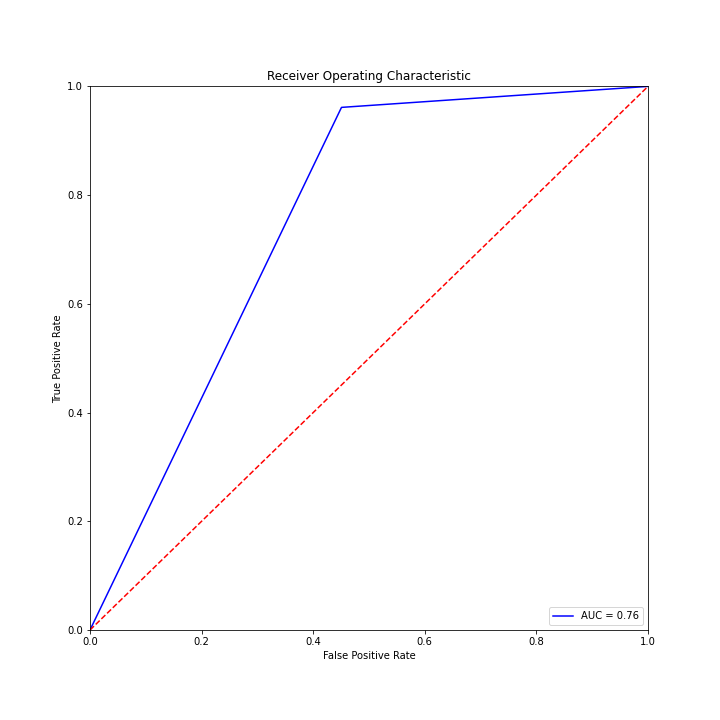 Receiver Operating Characteristic
1.0
0.8
0.6
0.4
0.2
0.0
True Positive Rate
0.0 0.2 0.4 0.6 0.8 1.0
False Positive Rate
AUC = 0.76